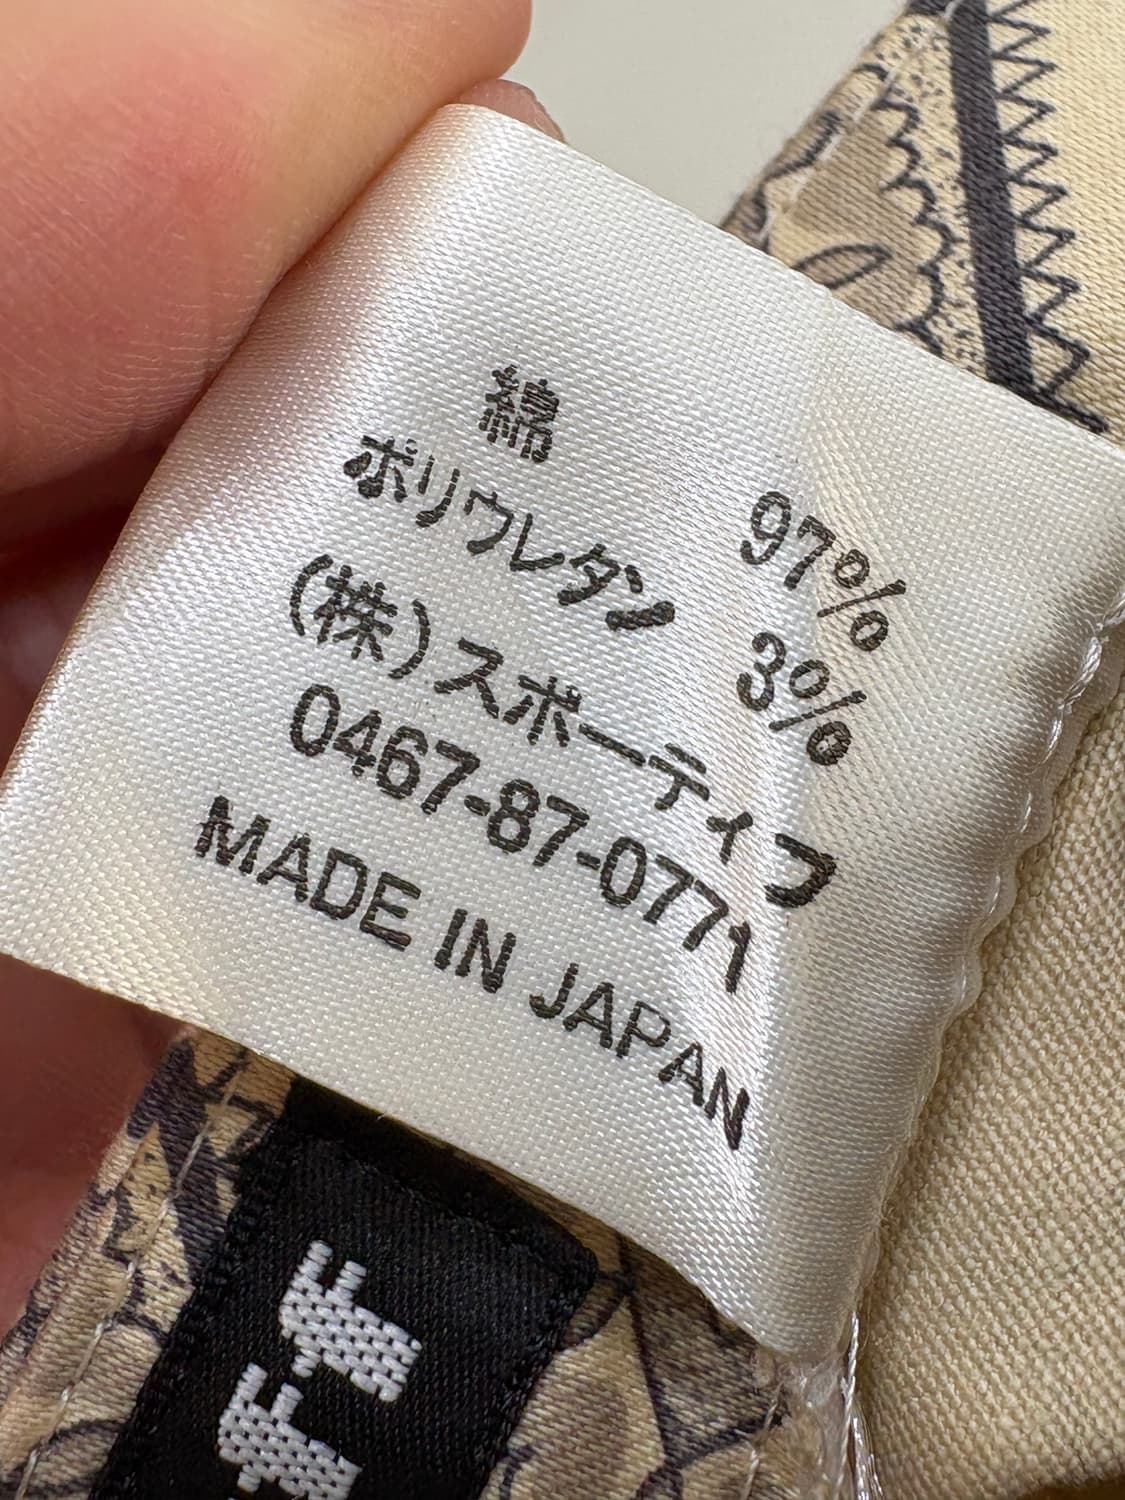 綿 97%
ポリウレタン 3%
(株)スポーティフ
0467-87-0771
MADE IN JAPAN